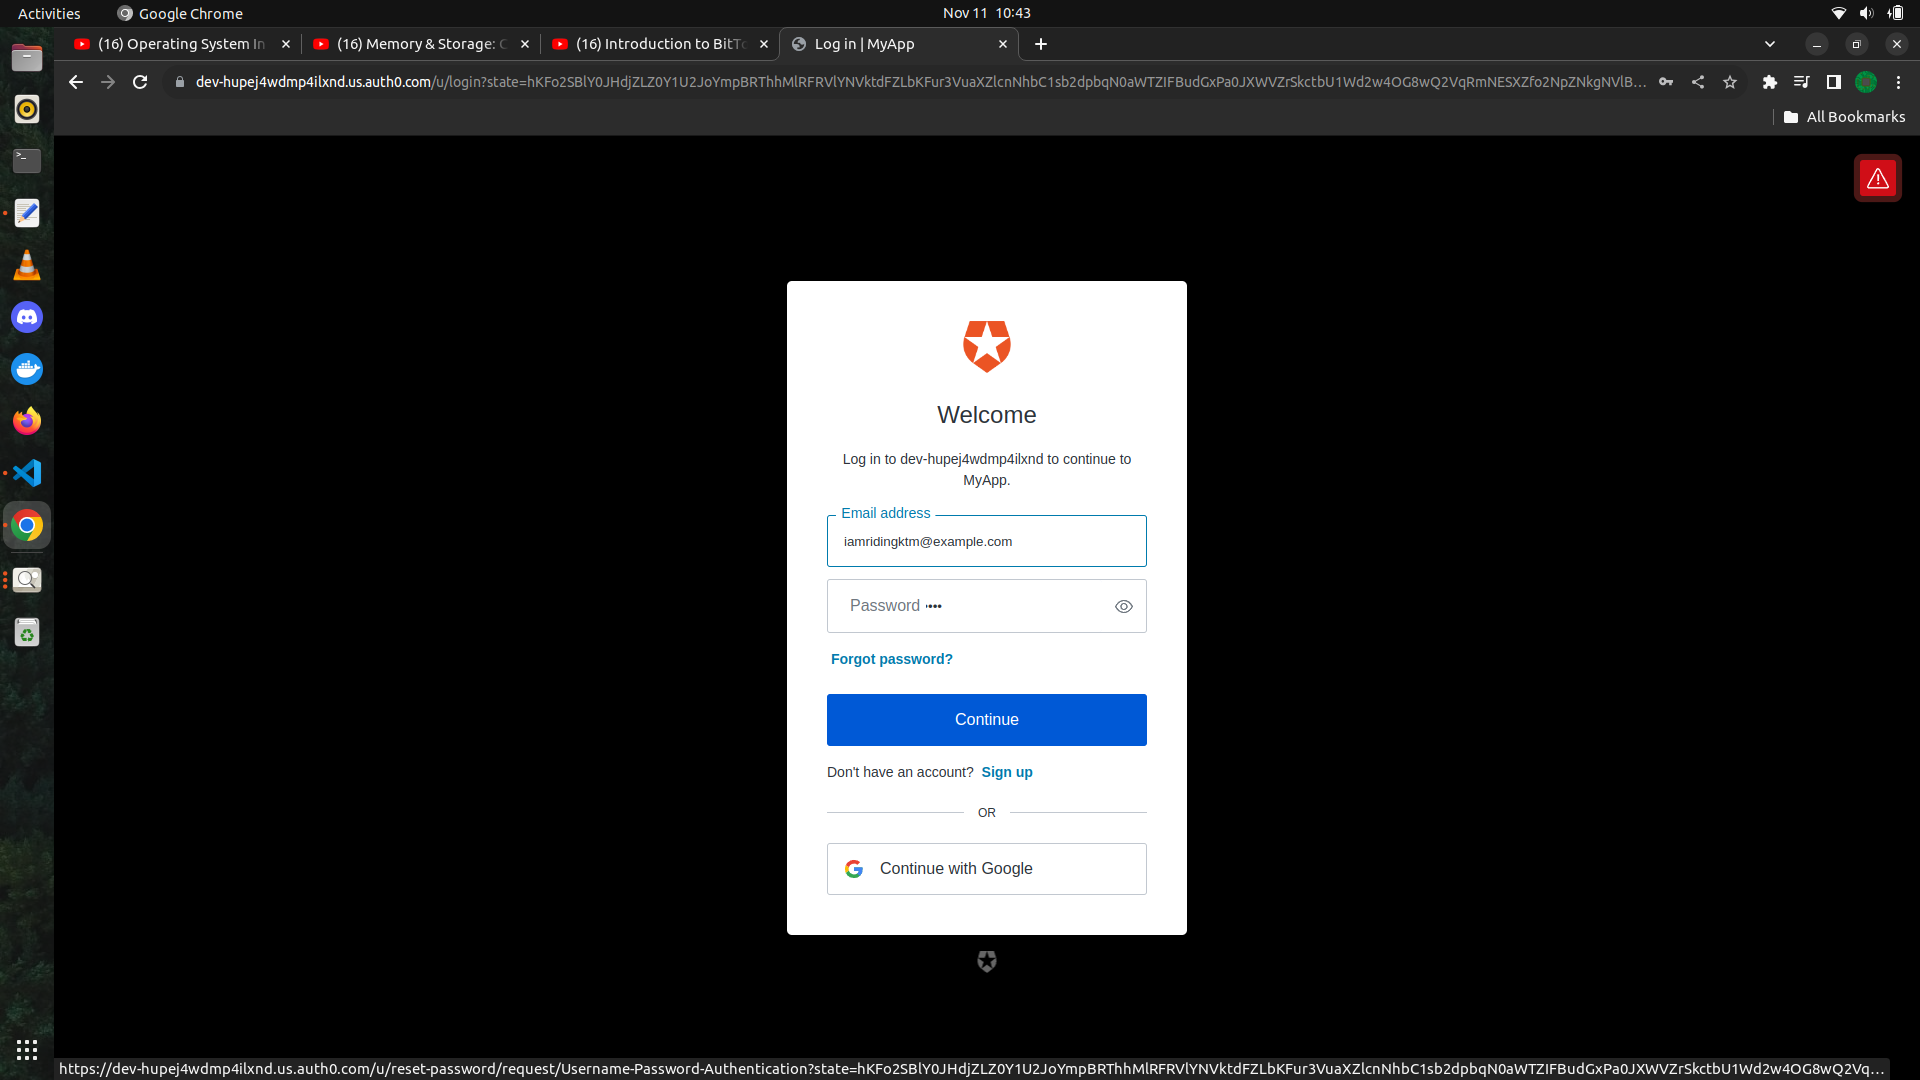 Activities
Google Chrome
Nov 11 10:43
(16) Operating System In
(16) Memory & Storage: C
(16) Introduction to BitTo
Log in | MyApp
dev-hupej4wdmp4ilxnd.us.auth0.com/u/login?state=hKFo2SBlY0JHdjZLZ0Y1U2JoYmpBRThhMlRFRVlYNVktdFZLbKFur3VuaXZlcnNhbC1sb2dpbqN0aWTZIFBudGxPa0JXWVZrSkctbU1Wd2w4OG8wQ2VqRmNESXZfo2NpZNkgNVlB…
All Bookmarks
Welcome
Log in to dev-hupej4wdmp4ilxnd to continue to
MyApp.
Email address
iamridingktm@example.com
Password
Forgot password?
Continue
Don't have an account? Sign up
OR
Continue with Google
https://dev-hupej4wdmp4ilxnd.us.auth0.com/u/reset-password/request/Username-Password-Authentication?state=hKFo2SBlY0JHdjZLZ0Y1U2JoYmpBRThhMlRFRVlYNVktdFZLbKFur3VuaXZlcnNhbC1sb2dpbqN0aWTZIFBudGxPa0JXWVZrSkctbU1Wd2w4OG8wQ2Vq…